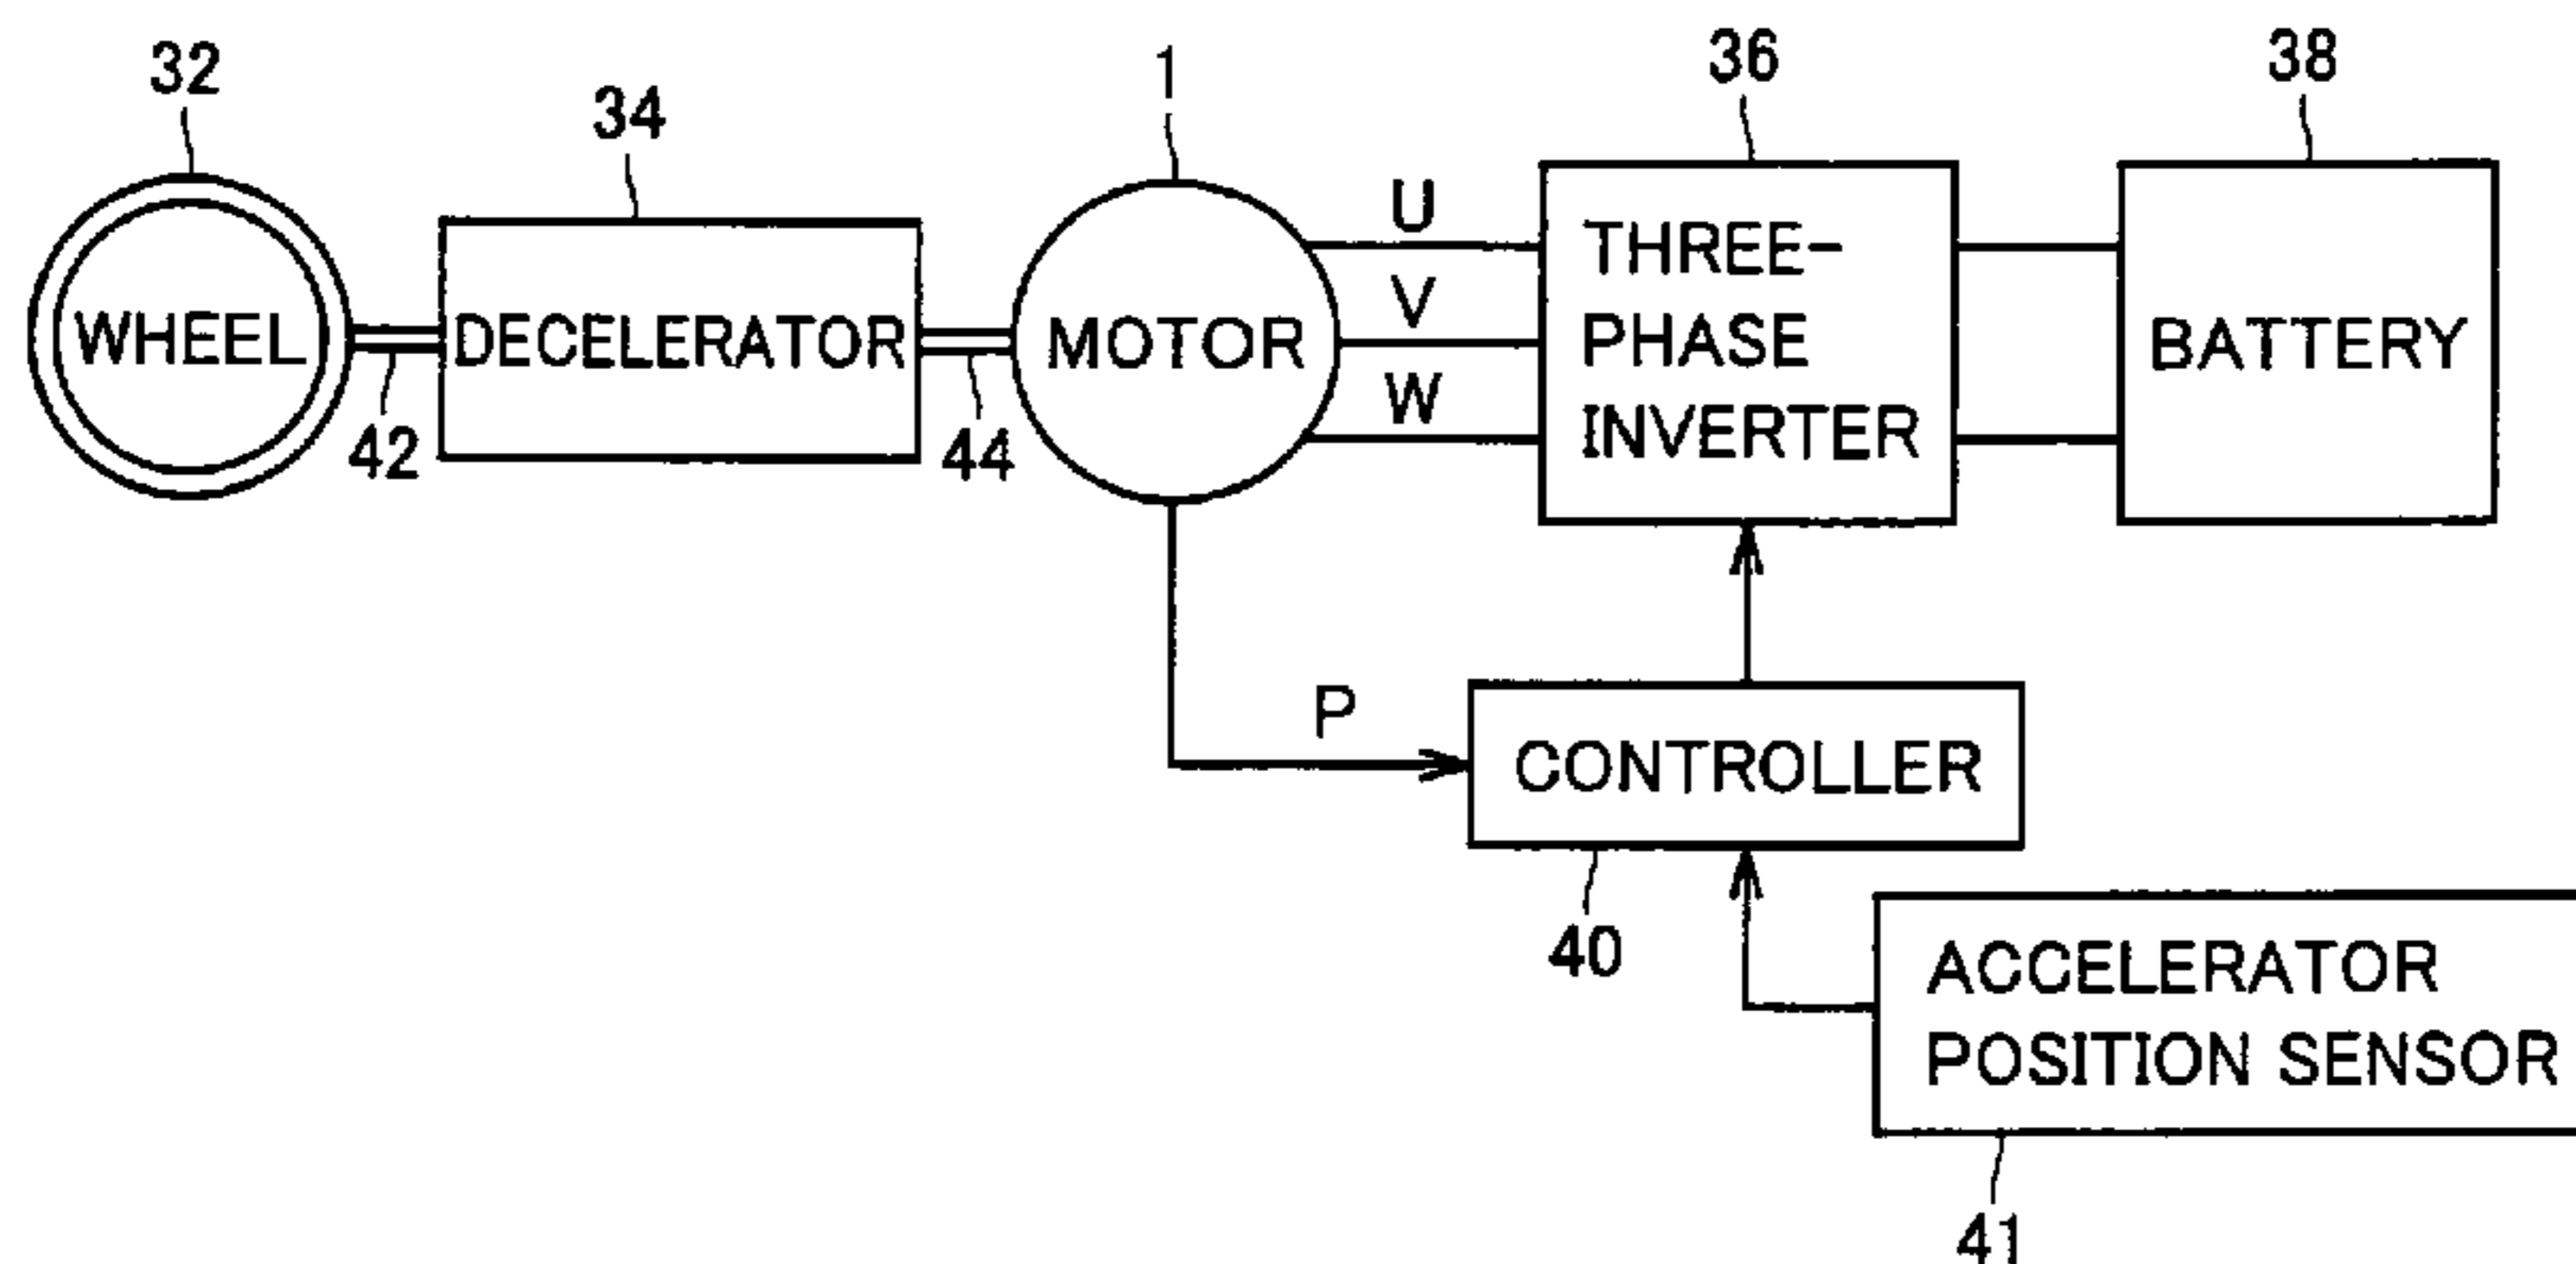 32
34
1
36
38
WHEEL
DECELERATOR
MOTOR
U
V
W
THREE-
PHASE
INVERTER
BATTERY
42
44
P
CONTROLLER
40
ACCELERATOR
POSITION SENSOR
41